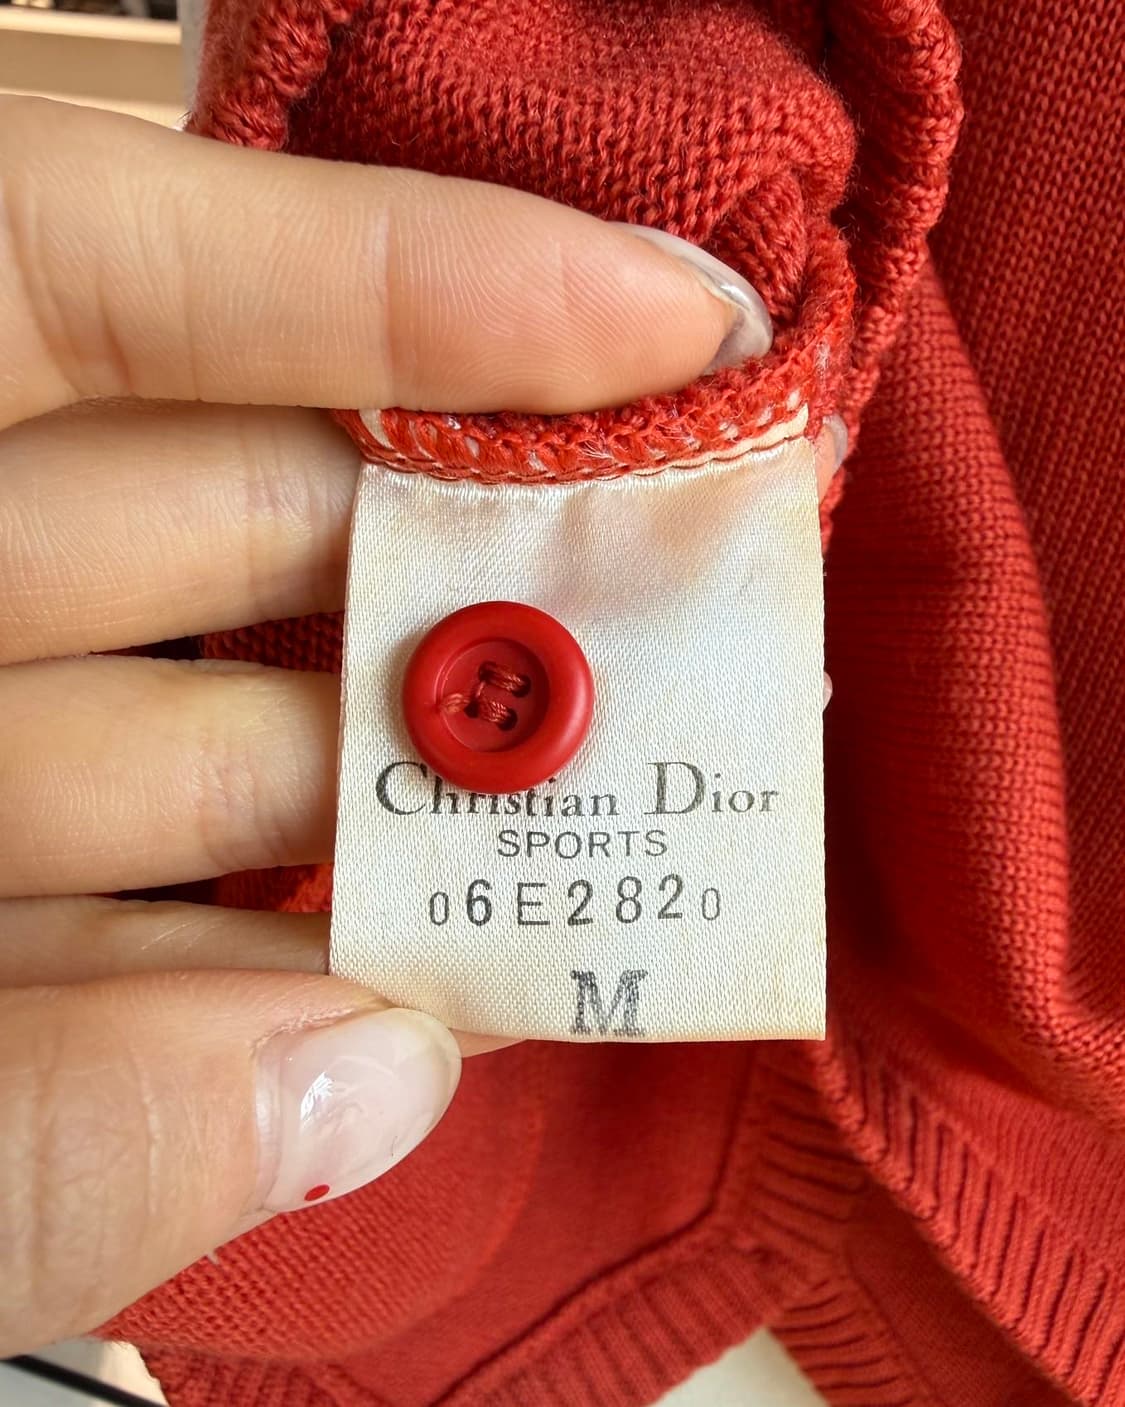 Christian Dior
SPORTS
06E2820
M